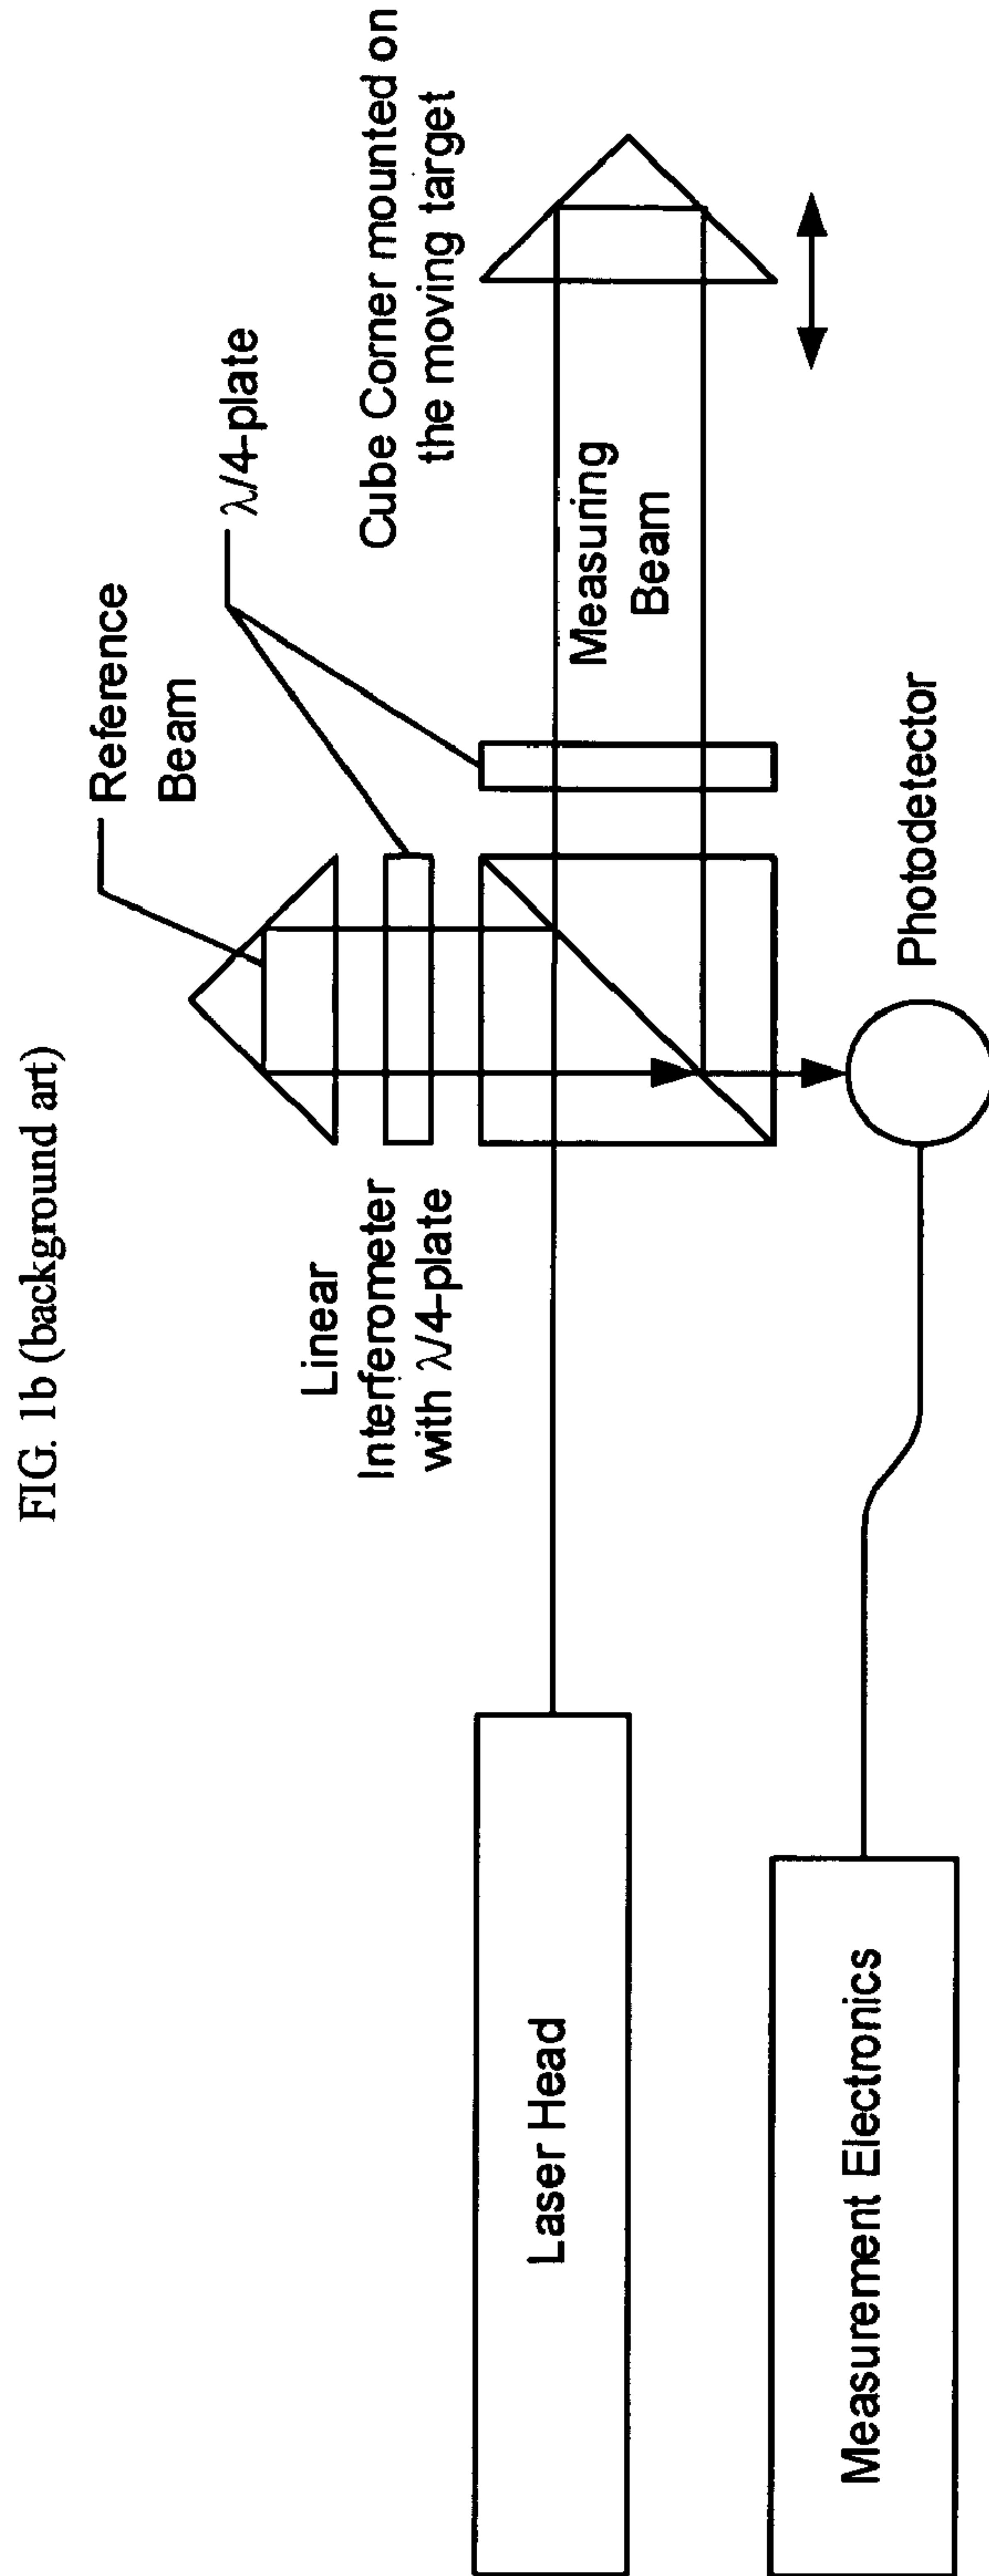 FIG. 1b (background art)
Reference
Beam
λ/4-plate
Cube Corner mounted on
the moving target
Linear
Interferometer
with λ/4-plate
Measuring
Beam
Laser Head
Photodetector
Measurement Electronics